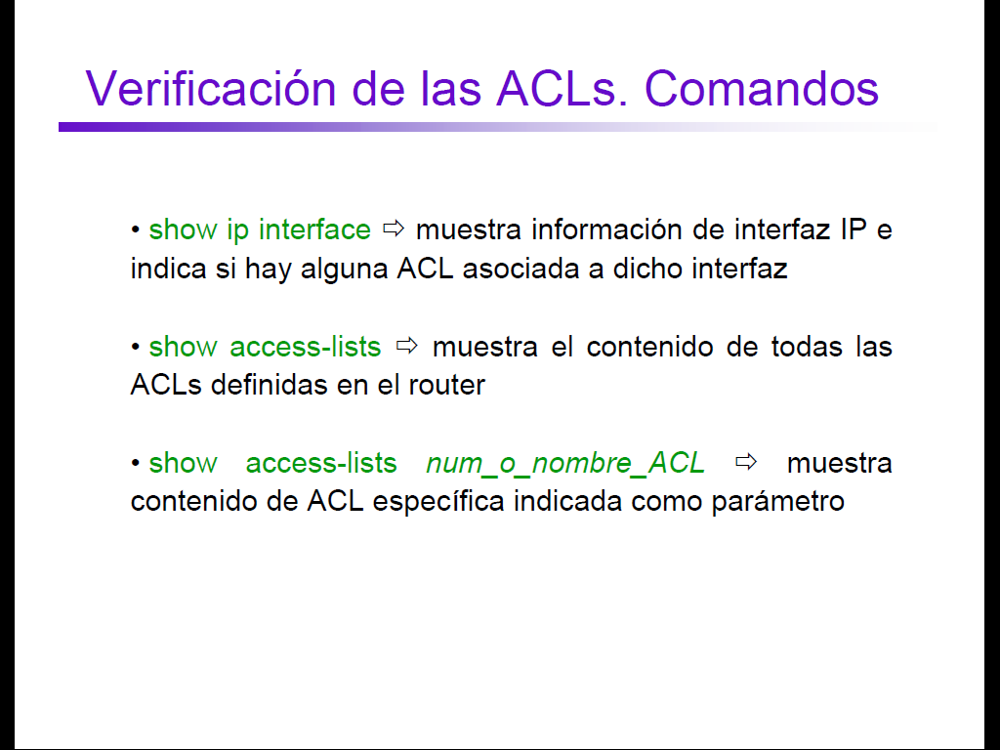 Verificación de las ACLs. Comandos
• show ip interface ⇨ muestra información de interfaz IP e
indica si hay alguna ACL asociada a dicho interfaz
• show access-lists ⇨ muestra el contenido de todas las
ACLs definidas en el router
• show access-lists num_o_nombre_ACL ⇨ muestra
contenido de ACL específica indicada como parámetro